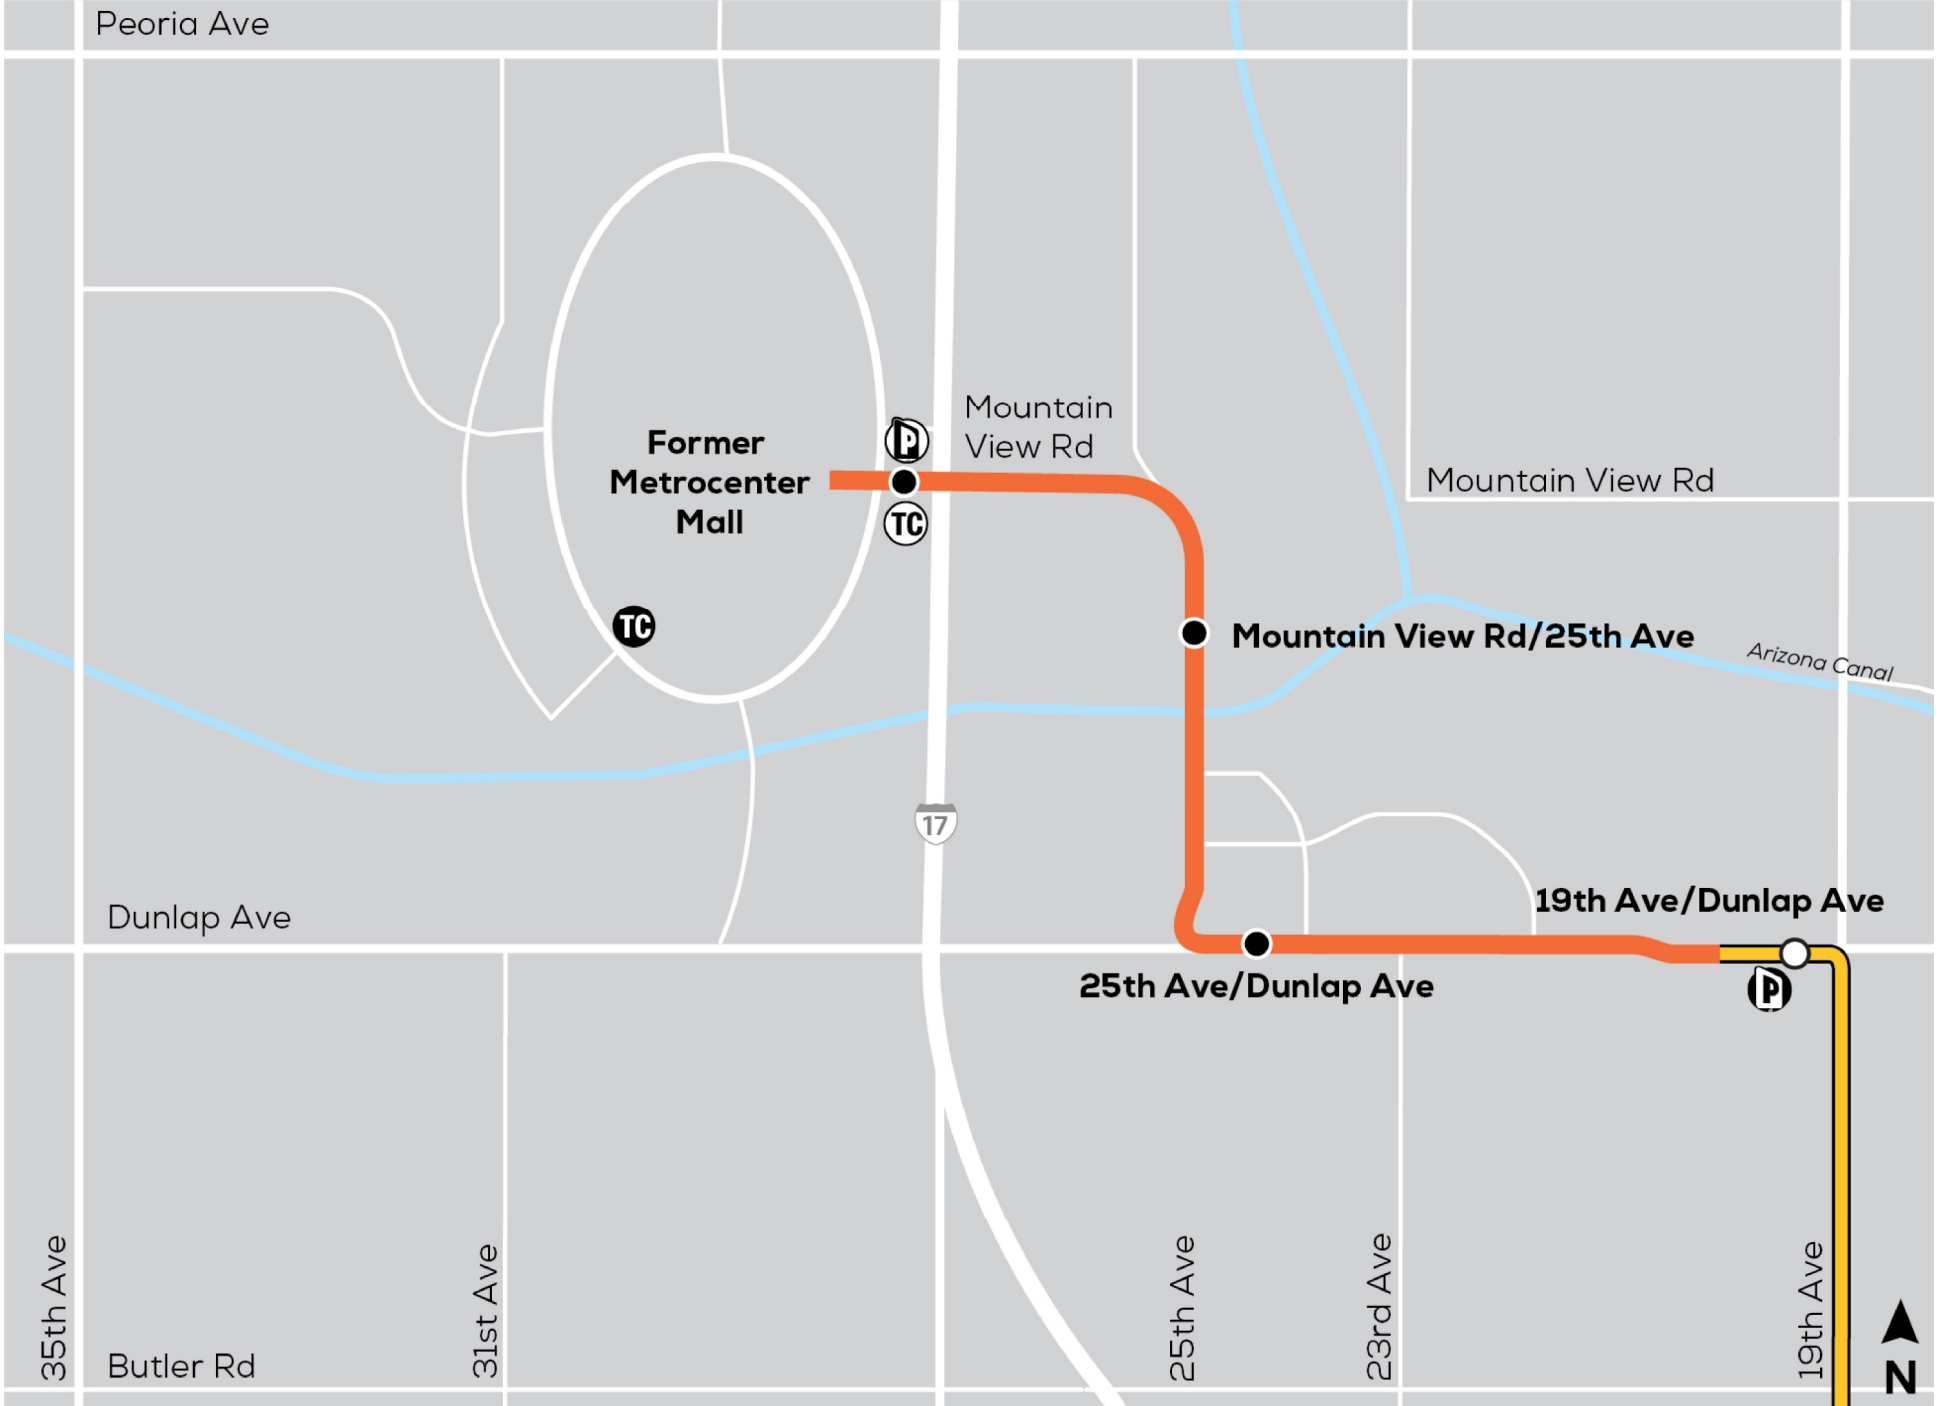 Peoria Ave
Mountain
View Rd
Former
Metrocenter
Mall
P
TC
Mountain View Rd
TC
Mountain View Rd/25th Ave
Arizona Canal
17
19th Ave/Dunlap Ave
Dunlap Ave
25th Ave/Dunlap Ave
P
35th Ave
31st Ave
25th Ave
23rd Ave
19th Ave
Butler Rd
N